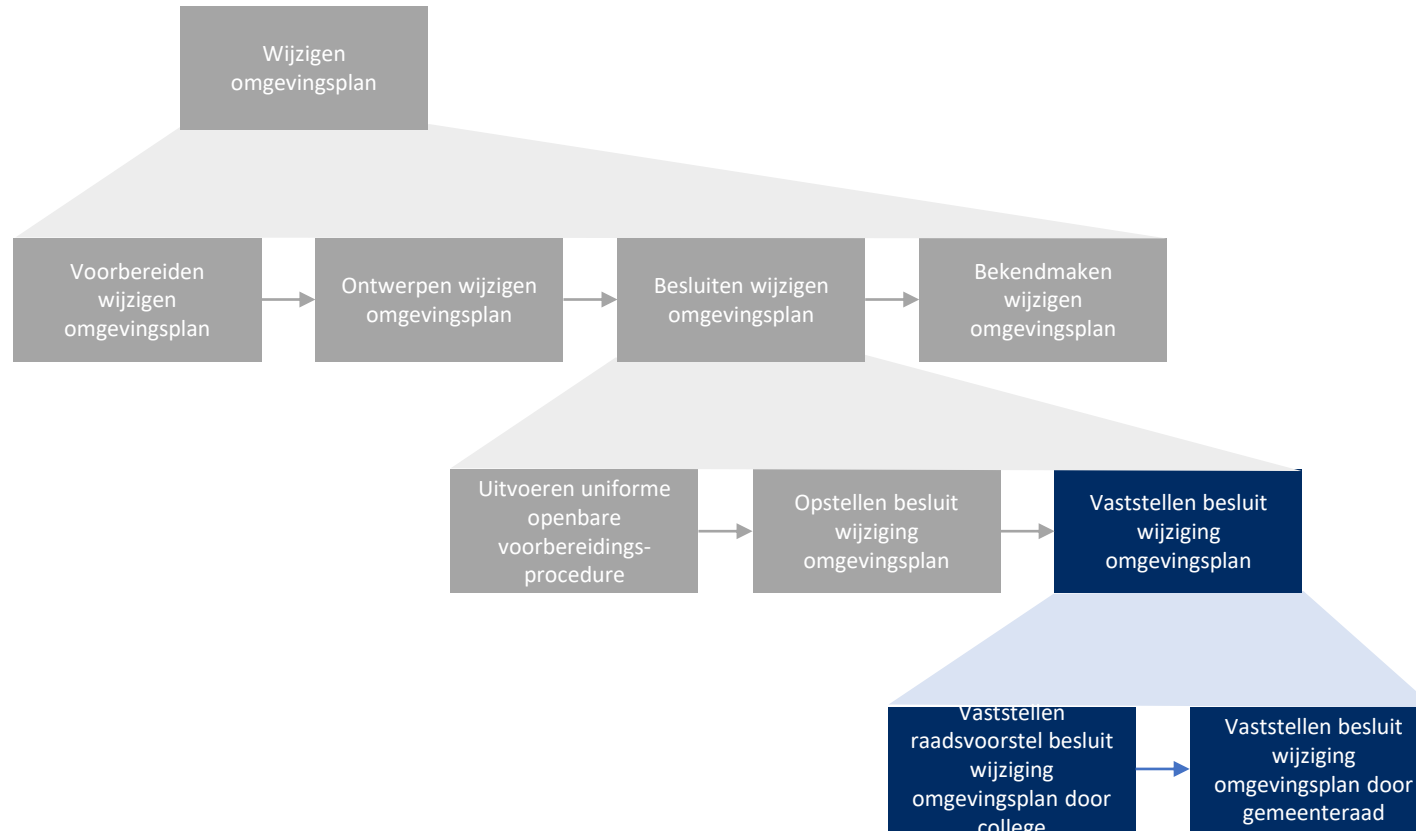 Wijzigen
omgevingsplan
Voorbereiden
wijzigen
omgevingsplan
Ontwerpen wijzigen
omgevingsplan
Besluiten wijzigen
omgevingsplan
Bekendmaken
wijzigen
omgevingsplan
Uitvoeren uniforme
openbare
voorbereidings-
procedure
Opstellen besluit
wijziging
omgevingsplan
Vaststellen besluit
wijziging
omgevingsplan
Vaststellen
raadsvoorstel besluit
wijziging
omgevingsplan door
college
Vaststellen besluit
wijziging
omgevingsplan door
gemeenteraad